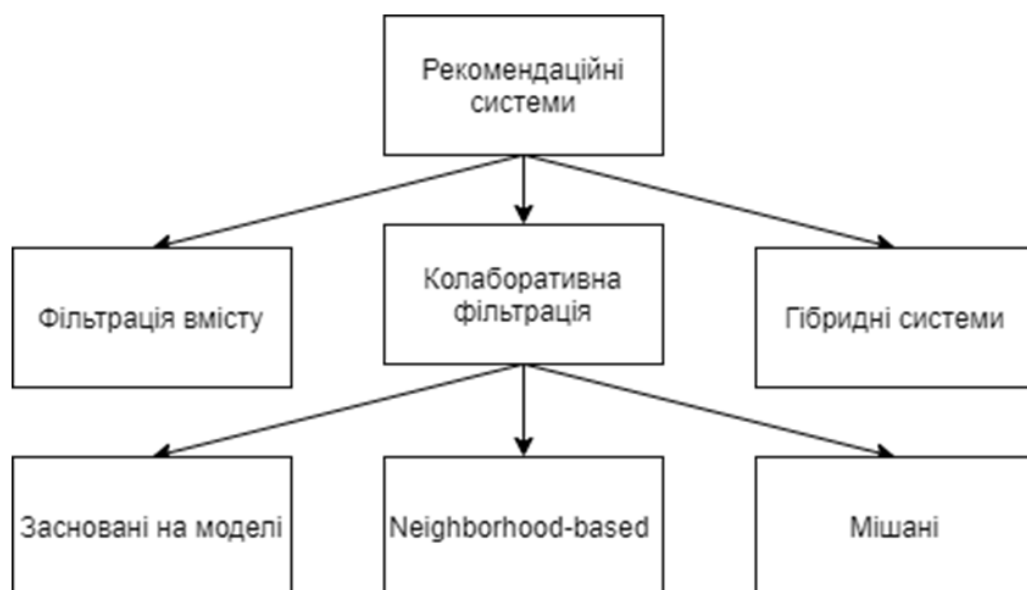 Рекомендаційні
системи
Фільтрація вмісту
Колаборативна
фільтрація
Гібридні системи
Засновані на моделі
Neighborhood-based
Мішані